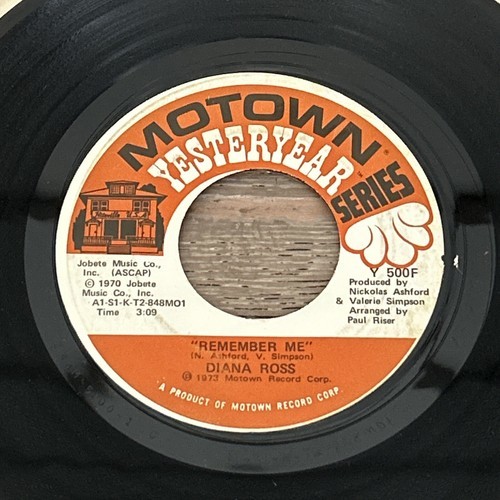 MOTOWN
YESTERYEAR
SERIES
Jobete Music Co.,
Inc. (ASCAP)
© 1970 Jobete
Music Co., Inc.
A1-S1-K-T2-848MO1
Time 3:09
Y 500F
Produced by
Nickolas Ashford
& Valerie Simpson
Arranged by
Paul Riser
"REMEMBER ME"
(N. Ashford, V. Simpson)
DIANA ROSS
℗ 1973 Motown Record Corp.
A PRODUCT OF MOTOWN RECORD CORP.